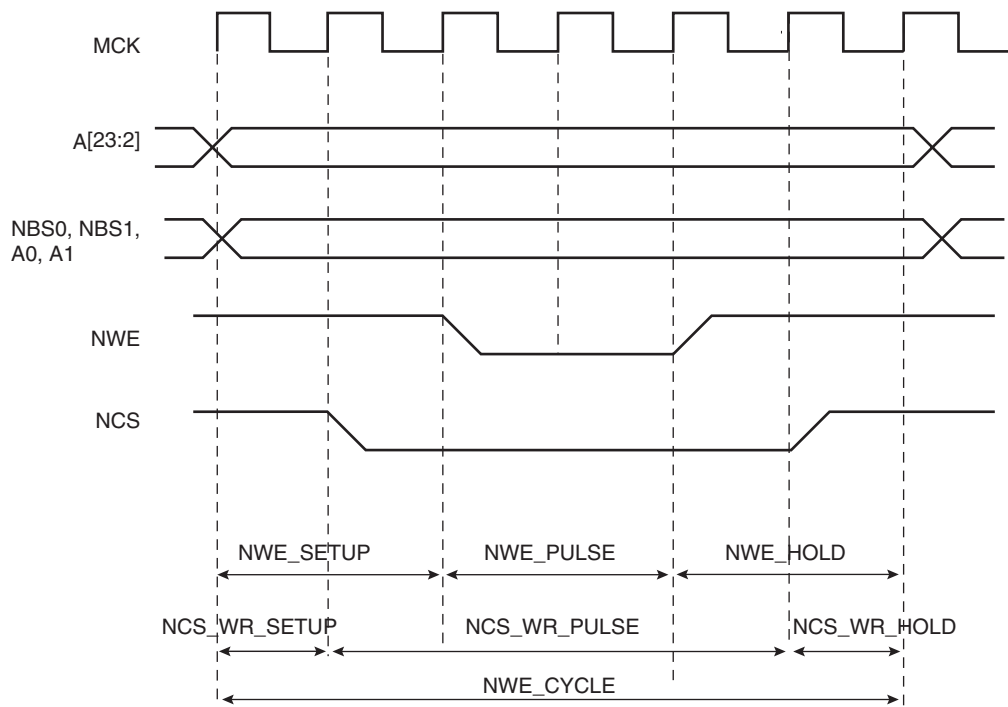 MCK
A[23:2]
NBS0, NBS1,
A0, A1
NWE
NCS
NWE_SETUP
NWE_PULSE
NWE_HOLD
NCS_WR_SETUP
NCS_WR_PULSE
NCS_WR_HOLD
NWE_CYCLE